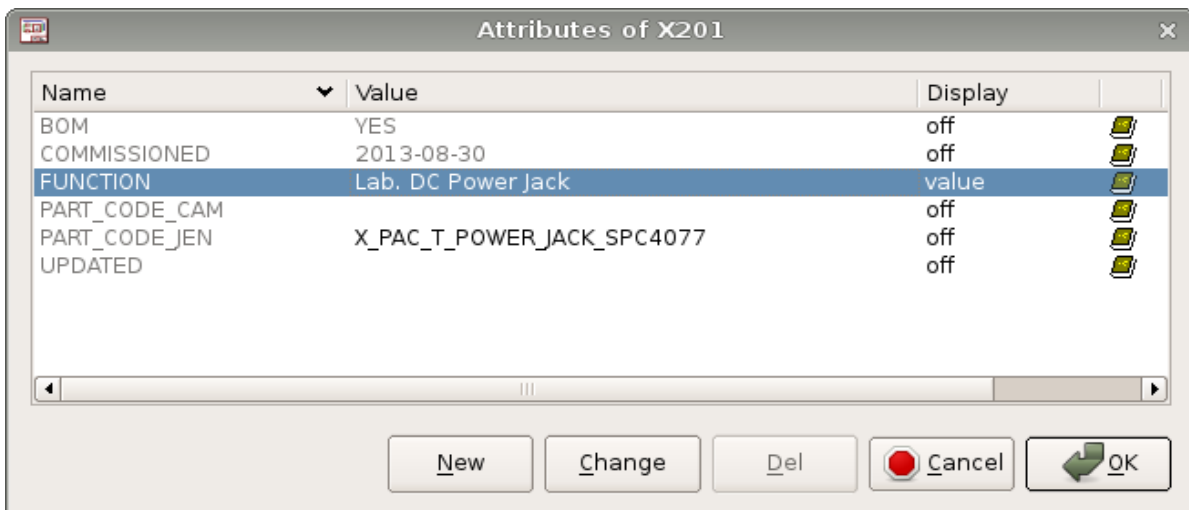 Attributes of X201
Name Value Display
BOM YES off
COMMISSIONED 2013-08-30 off
FUNCTION Lab. DC Power Jack value
PART_CODE_CAM off
PART_CODE_JEN X_PAC_T_POWER_JACK_SPC4077 off
UPDATED off
New Change Del Cancel OK